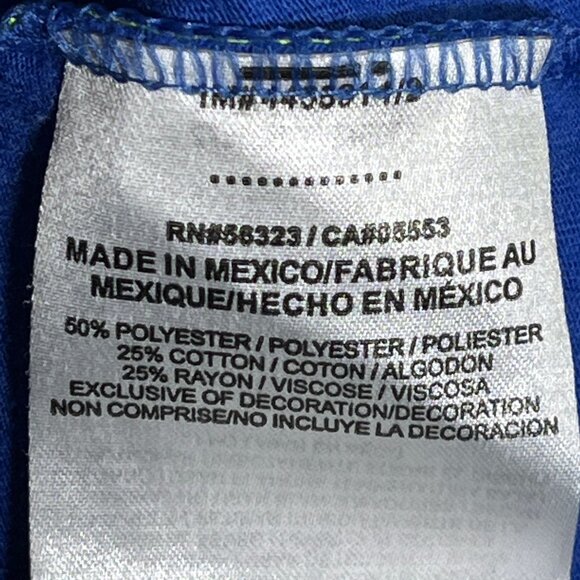 .............
RN#56323 / CA#05553
MADE IN MEXICO/FABRIQUE AU
MEXIQUE/HECHO EN MÉXICO
50% POLYESTER / POLYESTER / POLIESTER
25% COTTON / COTON / ALGODON
25% RAYON / VISCOSE / VISCOSA
EXCLUSIVE OF DECORATION/DECORATION
NON COMPRISE/NO INCLUYE LA DECORACION